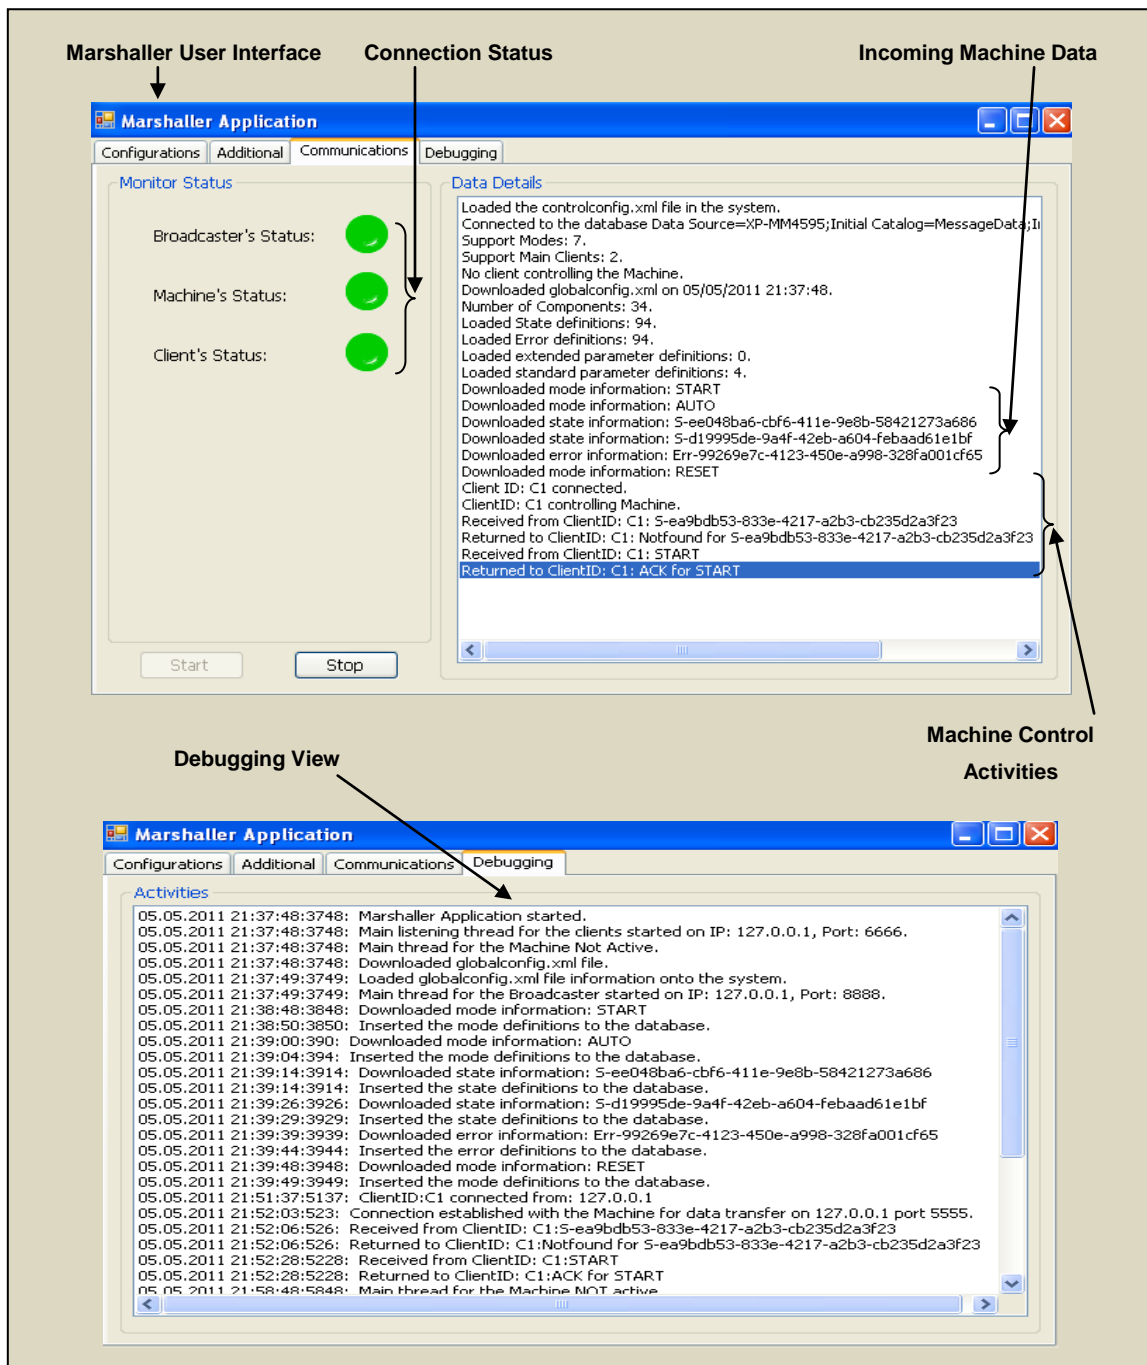 Marshaller User Interface
Connection Status
Incoming Machine Data
Marshaller Application
Configurations Additional Communications Debugging
Monitor Status
Broadcaster's Status:
Machine's Status:
Client's Status:
Start Stop
Data Details
Loaded the controlconfig.xml file in the system.
Connected to the database Data Source=XP-MM4595;Initial Catalog=MessageData;I
Support Modes: 7.
Support Main Clients: 2.
No client controlling the Machine.
Downloaded globalconfig.xml on 05/05/2011 21:37:48.
Number of Components: 34.
Loaded State definitions: 94.
Loaded Error definitions: 94.
Loaded extended parameter definitions: 0.
Loaded standard parameter definitions: 4.
Downloaded mode information: START
Downloaded mode information: AUTO
Downloaded state information: S-ee048ba6-cbf6-411e-9e8b-58421273a686
Downloaded state information: S-d19995de-9a4f-42eb-a604-febaad61e1bf
Downloaded error information: Err-99269e7c-4123-450e-a998-328fa001cf65
Downloaded mode information: RESET
Client ID: C1 connected.
ClientID: C1 controlling Machine.
Received from ClientID: C1: S-ea9bdb53-833e-4217-a2b3-cb235d2a3f23
Returned to ClientID: C1: Notfound for S-ea9bdb53-833e-4217-a2b3-cb235d2a3f23
Received from ClientID: C1: START
Returned to ClientID: C1: ACK for START
Machine Control
Activities
Debugging View
Marshaller Application
Configurations Additional Communications Debugging
Activities
05.05.2011 21:37:48:3748: Marshaller Application started.
05.05.2011 21:37:48:3748: Main listening thread for the clients started on IP: 127.0.0.1, Port: 6666.
05.05.2011 21:37:48:3748: Main thread for the Machine Not Active.
05.05.2011 21:37:48:3748: Downloaded globalconfig.xml file.
05.05.2011 21:37:49:3749: Loaded globalconfig.xml file information onto the system.
05.05.2011 21:37:49:3749: Main thread for the Broadcaster started on IP: 127.0.0.1, Port: 8888.
05.05.2011 21:38:48:3848: Downloaded mode information: START
05.05.2011 21:38:50:3850: Inserted the mode definitions to the database.
05.05.2011 21:39:00:390: Downloaded mode information: AUTO
05.05.2011 21:39:04:394: Inserted the mode definitions to the database.
05.05.2011 21:39:14:3914: Downloaded state information: S-ee048ba6-cbf6-411e-9e8b-58421273a686
05.05.2011 21:39:14:3914: Inserted the state definitions to the database.
05.05.2011 21:39:26:3926: Downloaded state information: S-d19995de-9a4f-42eb-a604-febaad61e1bf
05.05.2011 21:39:29:3929: Inserted the state definitions to the database.
05.05.2011 21:39:39:3939: Downloaded error information: Err-99269e7c-4123-450e-a998-328fa001cf65
05.05.2011 21:39:44:3944: Inserted the error definitions to the database.
05.05.2011 21:39:48:3948: Downloaded mode information: RESET
05.05.2011 21:39:49:3949: Inserted the mode definitions to the database.
05.05.2011 21:51:37:5137: ClientID:C1 connected from: 127.0.0.1
05.05.2011 21:52:03:523: Connection established with the Machine for data transfer on 127.0.0.1 port 5555.
05.05.2011 21:52:06:526: Received from ClientID: C1:S-ea9bdb53-833e-4217-a2b3-cb235d2a3f23
05.05.2011 21:52:06:526: Returned to ClientID: C1:Notfound for S-ea9bdb53-833e-4217-a2b3-cb235d2a3f23
05.05.2011 21:52:28:5228: Received from ClientID: C1:START
05.05.2011 21:52:28:5228: Returned to ClientID: C1:ACK for START
05.05.2011 21:58:48:5848: Main thread for the Machine NOT active